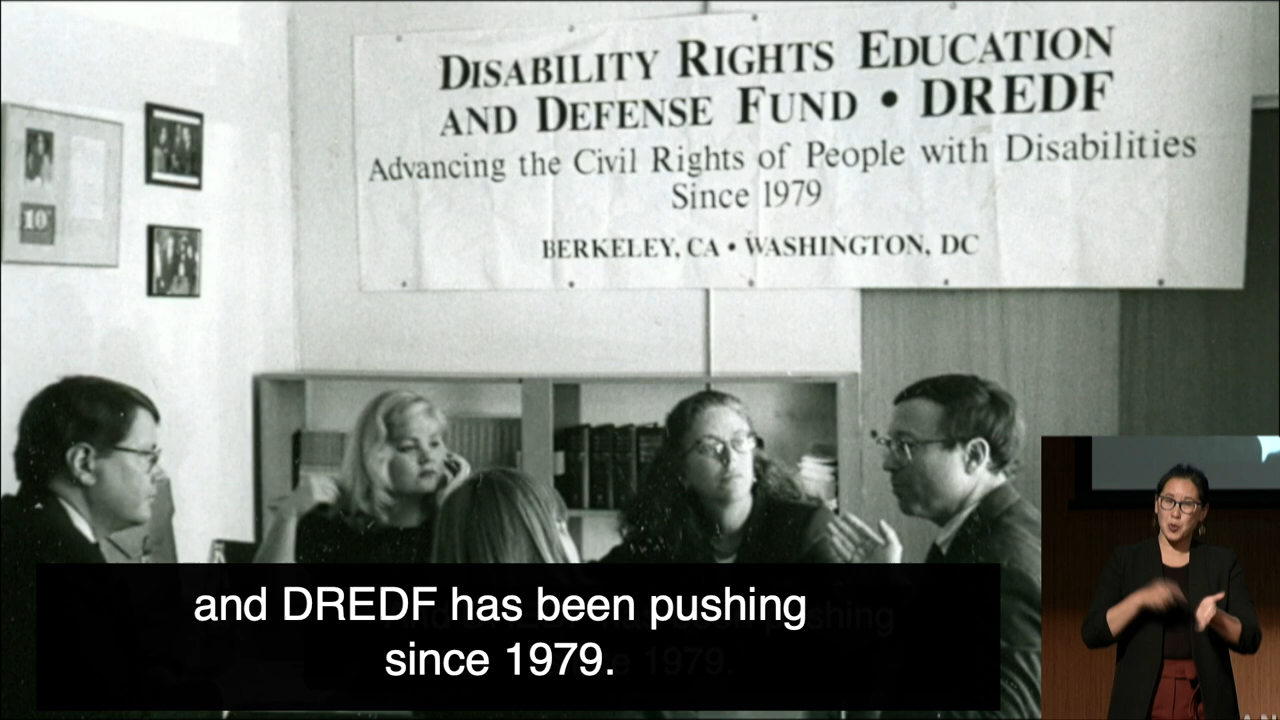 DISABILITY RIGHTS EDUCATION
AND DEFENSE FUND • DREDF
Advancing the Civil Rights of People with Disabilities
Since 1979
BERKELEY, CA • WASHINGTON, DC
10
and DREDF has been pushing
since 1979.